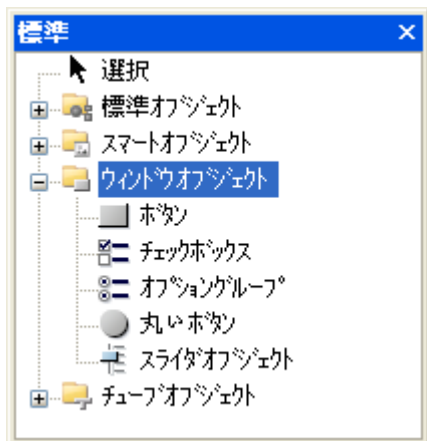 標準
選択
標準オブジェクト
スマートオブジェクト
ウィンドウオブジェクト
ボタン
チェックボックス
オプショングループ
丸いボタン
スライダオブジェクト
チューブオブジェクト